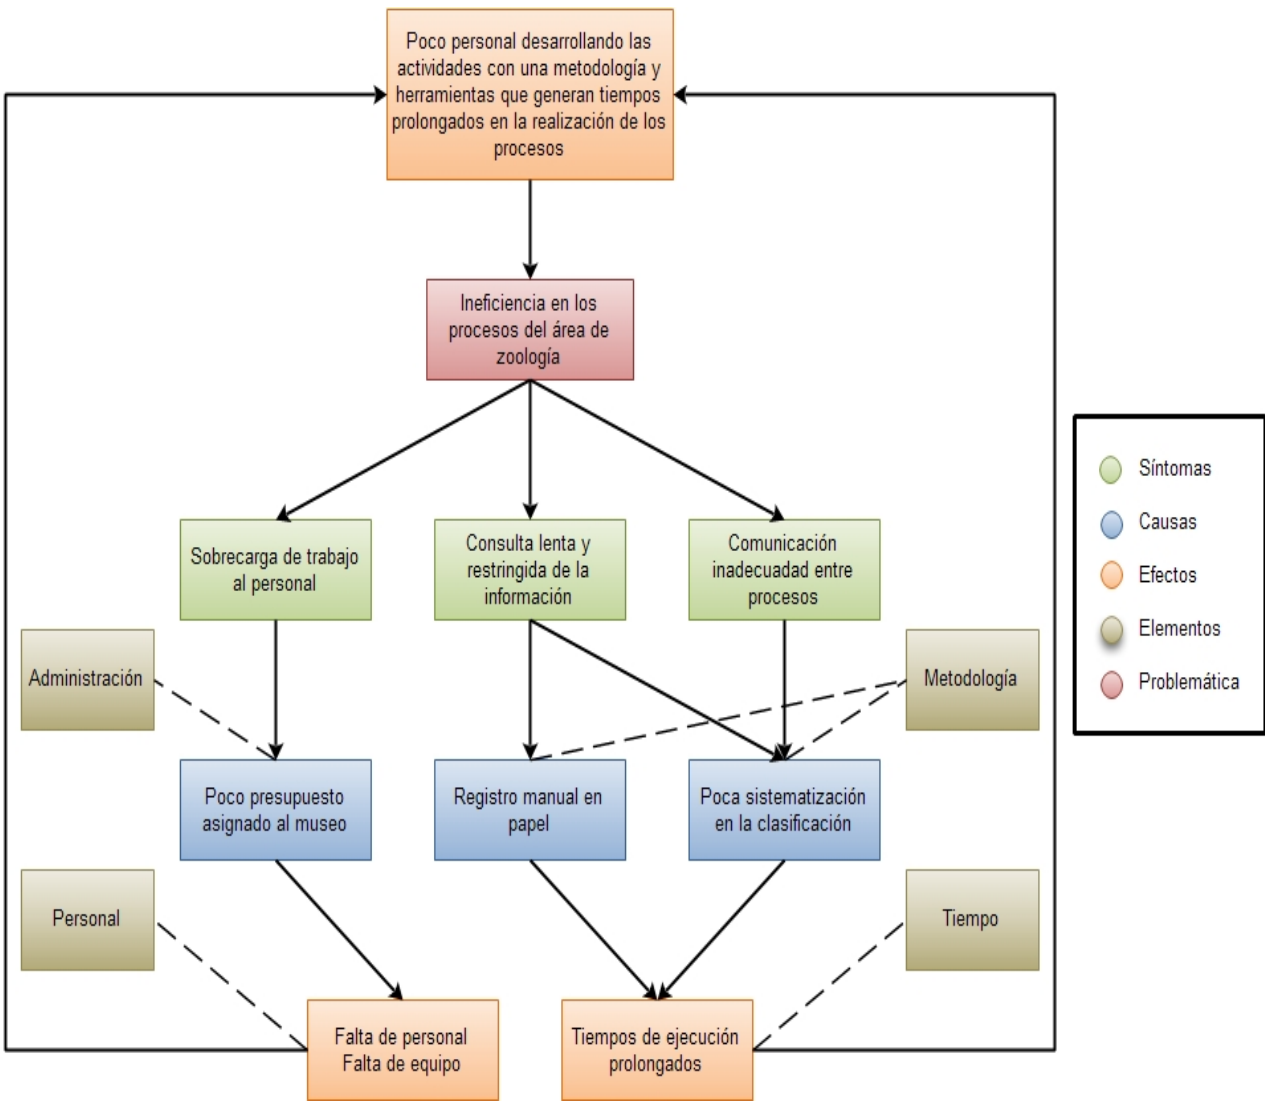 Poco personal desarrollando las
actividades con una metodología y
herramientas que generan tiempos
prolongados en la realización de los
procesos
Ineficiencia en los
procesos del área de
zoología
Síntomas
Causas
Efectos
Elementos
Problemática
Sobrecarga de trabajo
al personal
Consulta lenta y
restringida de la
información
Comunicación
inadecuadad entre
procesos
Administración
Metodología
Poco presupuesto
asignado al museo
Registro manual en
papel
Poca sistematización
en la clasificación
Personal
Tiempo
Falta de personal
Falta de equipo
Tiempos de ejecución
prolongados